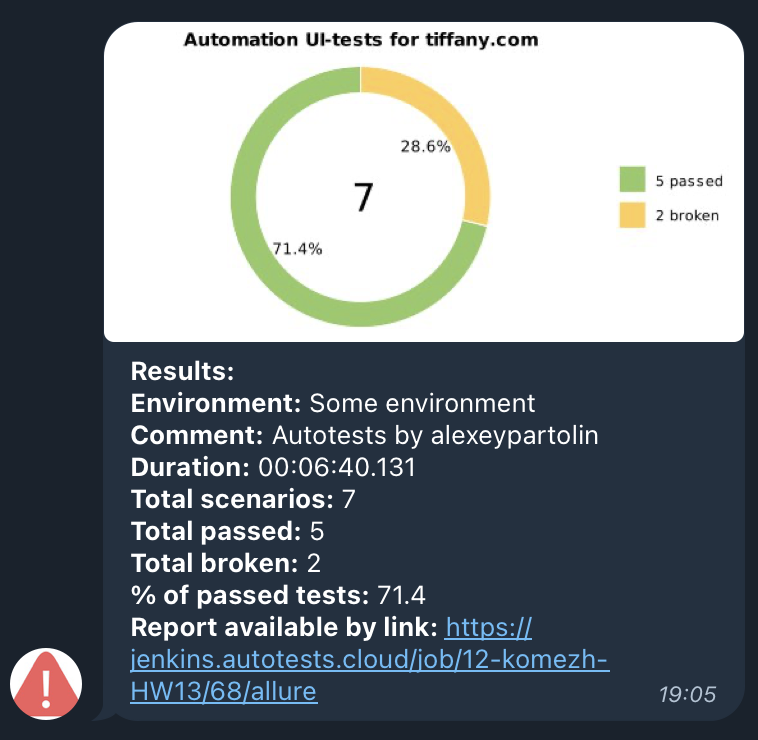 Automation UI-tests for tiffany.com
28.6%
7
5 passed
2 broken
71.4%
Results:
Environment: Some environment
Comment: Autotests by alexeypartolin
Duration: 00:06:40.131
Total scenarios: 7
Total passed: 5
Total broken: 2
% of passed tests: 71.4
Report available by link: https://
jenkins.autotests.cloud/job/12-komezh-
HW13/68/allure
19:05